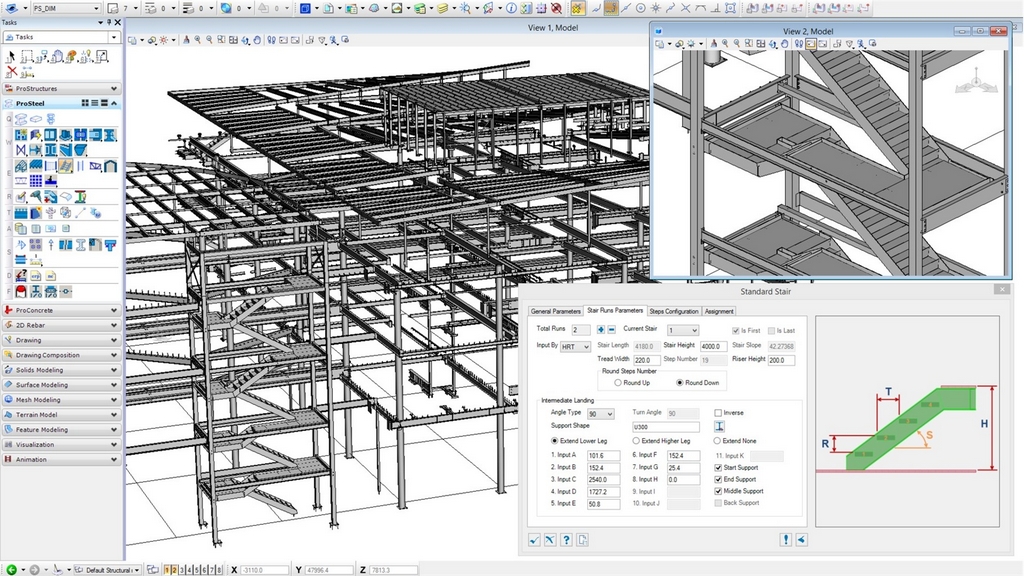 7 PS_DIM 0 0 0 0
Tasks
Tasks
ProStructures
ProSteel
ProConcrete
2D Rebar
Drawing
Drawing Composition
Solids Modeling
Surface Modeling
Mesh Modeling
Terrain Model
Feature Modeling
Visualization
Animation
View 1, Model
View 2, Model
Standard Stair
General Parameters Stair Runs Parameters Steps Configuration Assignment
Total Runs 2 Current Stair 1 Is First Is Last
Input By HRT Stair Length 4180.0 Stair Height 4000.0 Stair Slope 42.27368
Tread Width 220.0 Step Number 19 Riser Height 200.0
Round Steps Number
Round Up Round Down
Intermediate Landing
Angle Type 90 Turn Angle 90 Inverse
Support Shape U300
Extend Lower Leg Extend Higher Leg Extend None
1. Input A 101.6 6. Input F 152.4 11. Input K
2. Input B 152.4 7. Input G 25.4 Start Support
3. Input C 2540.0 8. Input H 0.0 End Support
4. Input D 1727.2 9. Input I Middle Support
5. Input E 50.8 10. Input J Back Support
T
H
R
S
Default Structural 1 2 3 4 5 6 7 8 X -3110.0 Y 47896.4 Z 7813.3